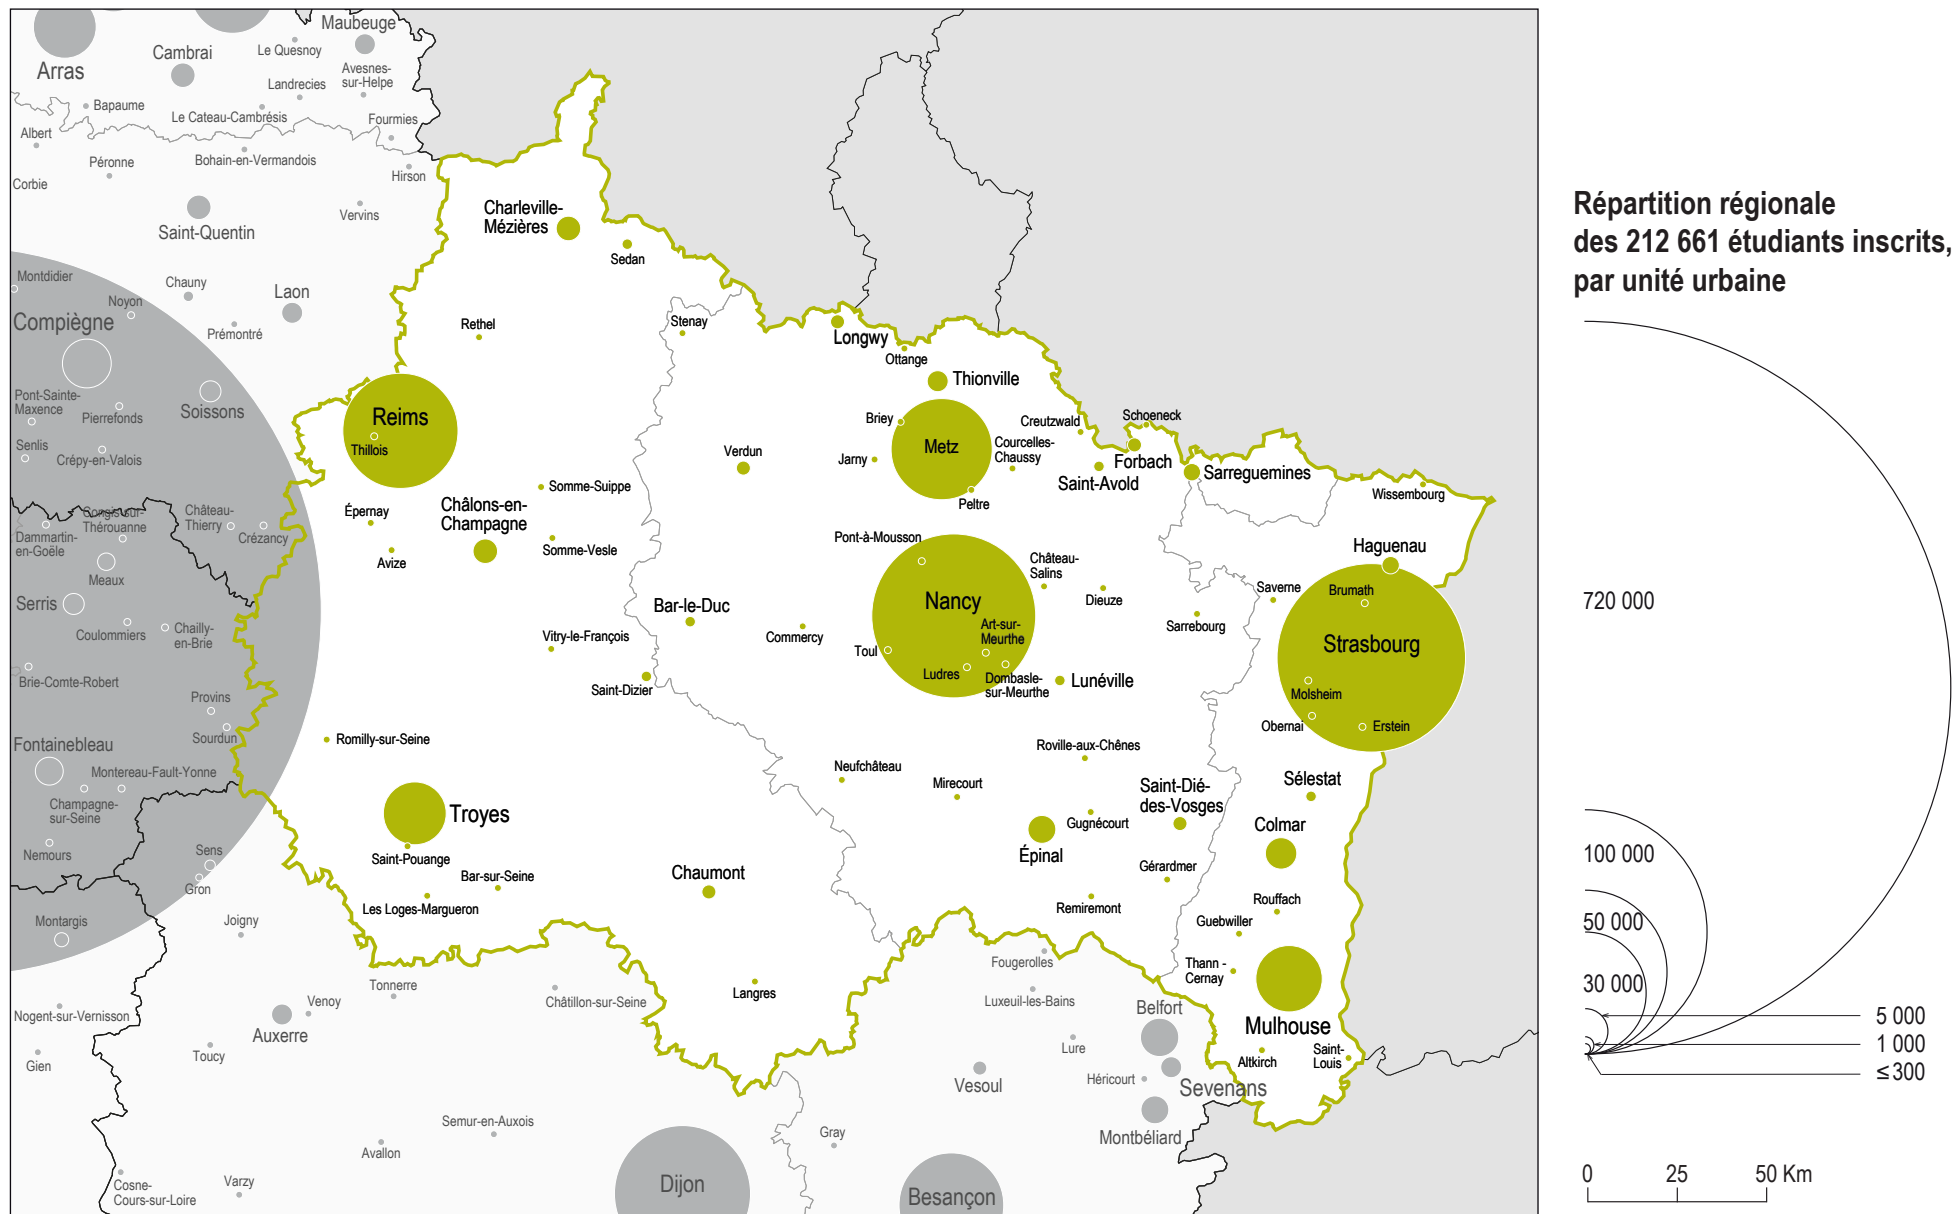 Maubeuge
Cambrai
Le Quesnoy
Arras
Avesnes-
sur-Helpe
Landrecies
Bapaume
Le Cateau-Cambrésis
Fourmies
Albert
Péronne
Bohain-en-Vermandois
Hirson
Corbie
Vervins
Saint-Quentin
Charleville-
Mézières
Sedan
Montdidier
Chauny
Laon
Noyon
Compiègne
Prémontré
Rethel
Stenay
Longwy
Ottange
Thionville
Pont-Sainte-
Maxence
Pierrefonds
Soissons
Reims
Thillois
Senlis
Crépy-en-Valois
Briey
Metz
Jarny
Verdun
Creutzwald
Courcelles-
Chaussy
Schoeneck
Forbach
Saint-Avold
Sarreguemines
Peltre
Wissembourg
Somme-Suippe
Épernay
Châlons-en-
Champagne
Somme-Vesle
Avize
Congis-sur-
Thérouanne
Château-
Thierry
Crézancy
Dammartin-
en-Goële
Meaux
Serris
Coulommiers
Chailly-
en-Brie
Pont-à-Mousson
Château-
Salins
Dieuze
Haguenau
Saverne
Brumath
Nancy
Bar-le-Duc
Commercy
Art-sur-
Meurthe
Sarrebourg
Strasbourg
Vitry-le-François
Toul
Ludres
Dombasle-
sur-Meurthe
Lunéville
Saint-Dizier
Molsheim
Obernai
Erstein
Brie-Comte-Robert
Provins
Sourdun
Fontainebleau
Montereau-Fault-Yonne
Champagne-
sur-Seine
Nemours
Romilly-sur-Seine
Roville-aux-Chênes
Neufchâteau
Mirecourt
Saint-Dié-
des-Vosges
Sélestat
Troyes
Gugnécourt
Colmar
Épinal
Saint-Pouange
Bar-sur-Seine
Chaumont
Gérardmer
Sens
Gron
Les Loges-Margueron
Remiremont
Rouffach
Guebwiller
Montargis
Joigny
Fougerolles
Thann -
Cernay
Tonnerre
Langres
Châtillon-sur-Seine
Luxeuil-les-Bains
Nogent-sur-Vernisson
Venoy
Auxerre
Belfort
Mulhouse
Toucy
Gien
Lure
Altkirch
Saint-
Louis
Vesoul
Héricourt
Sevenans
Semur-en-Auxois
Montbéliard
Avallon
Gray
Cosne-
Cours-sur-Loire
Varzy
Dijon
Besançon
Répartition régionale
des 212 661 étudiants inscrits,
par unité urbaine
720 000
100 000
50 000
30 000
5 000
1 000
≤ 300
0 25 50 Km